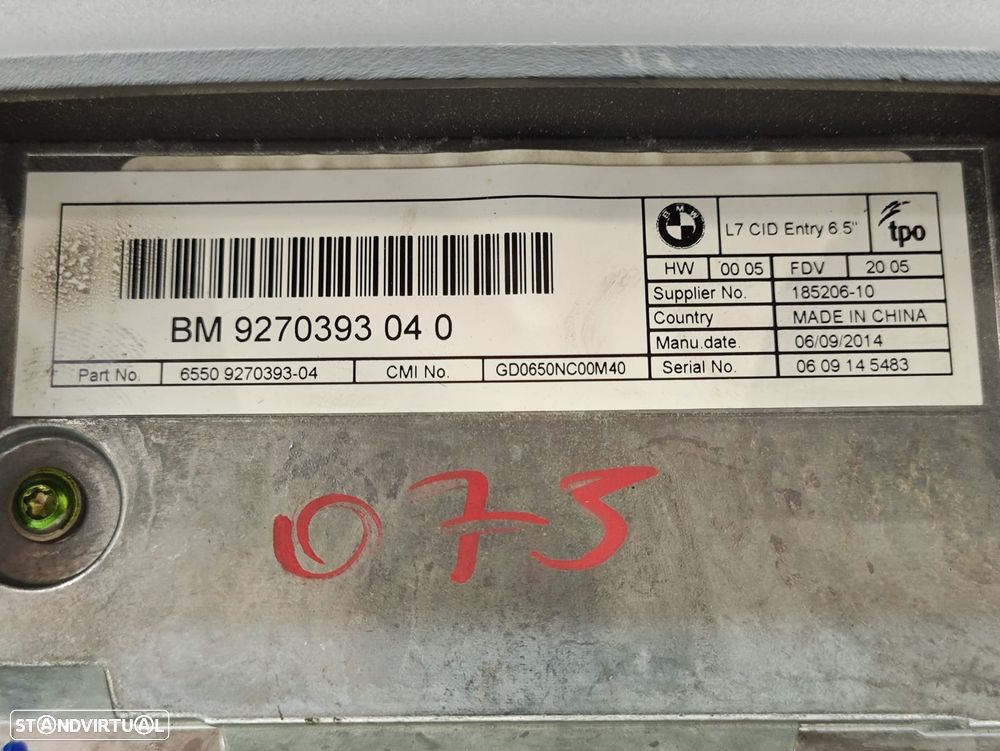 BMW
L7 CID Entry 6.5"
tpo
HW 00 05 FDV 20 05
Supplier No. 185206-10
Country MADE IN CHINA
Manu.date. 06/09/2014
Serial No. 06 09 14 5483
BM 9270393 04 0
Part No. 6550 9270393-04 CMI No. GD0650NC00M40
075
STANDVIRTUAL